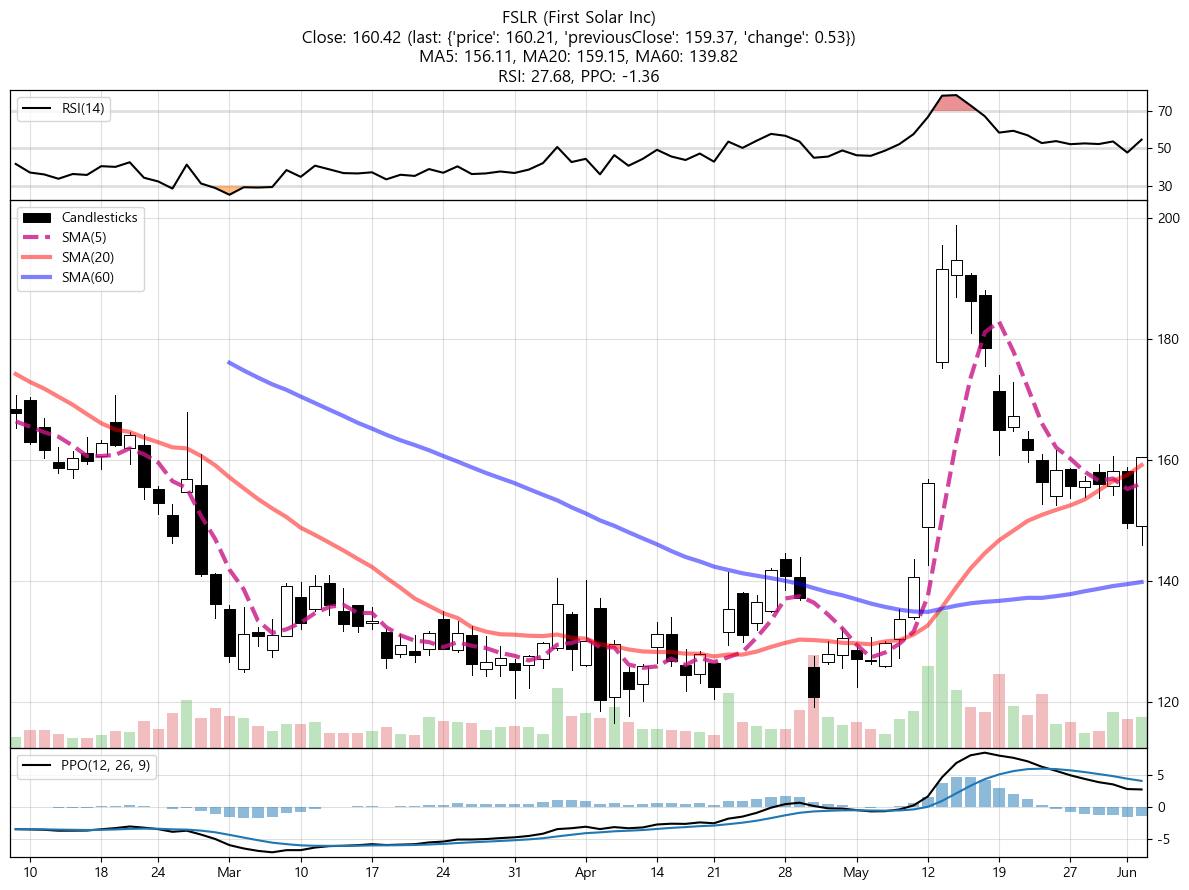 FSLR (First Solar Inc)
Close: 160.42 (last: {'price': 160.21, 'previousClose': 159.37, 'change': 0.53})
MA5: 156.11, MA20: 159.15, MA60: 139.82
RSI: 27.68, PPO: -1.36
RSI(14)
70
50
30
Candlesticks
SMA(5)
SMA(20)
SMA(60)
200
180
160
140
120
PPO(12, 26, 9)
5
0
-5
10 18 24 Mar 10 17 24 31 Apr 14 21 28 May 12 19 27 Jun